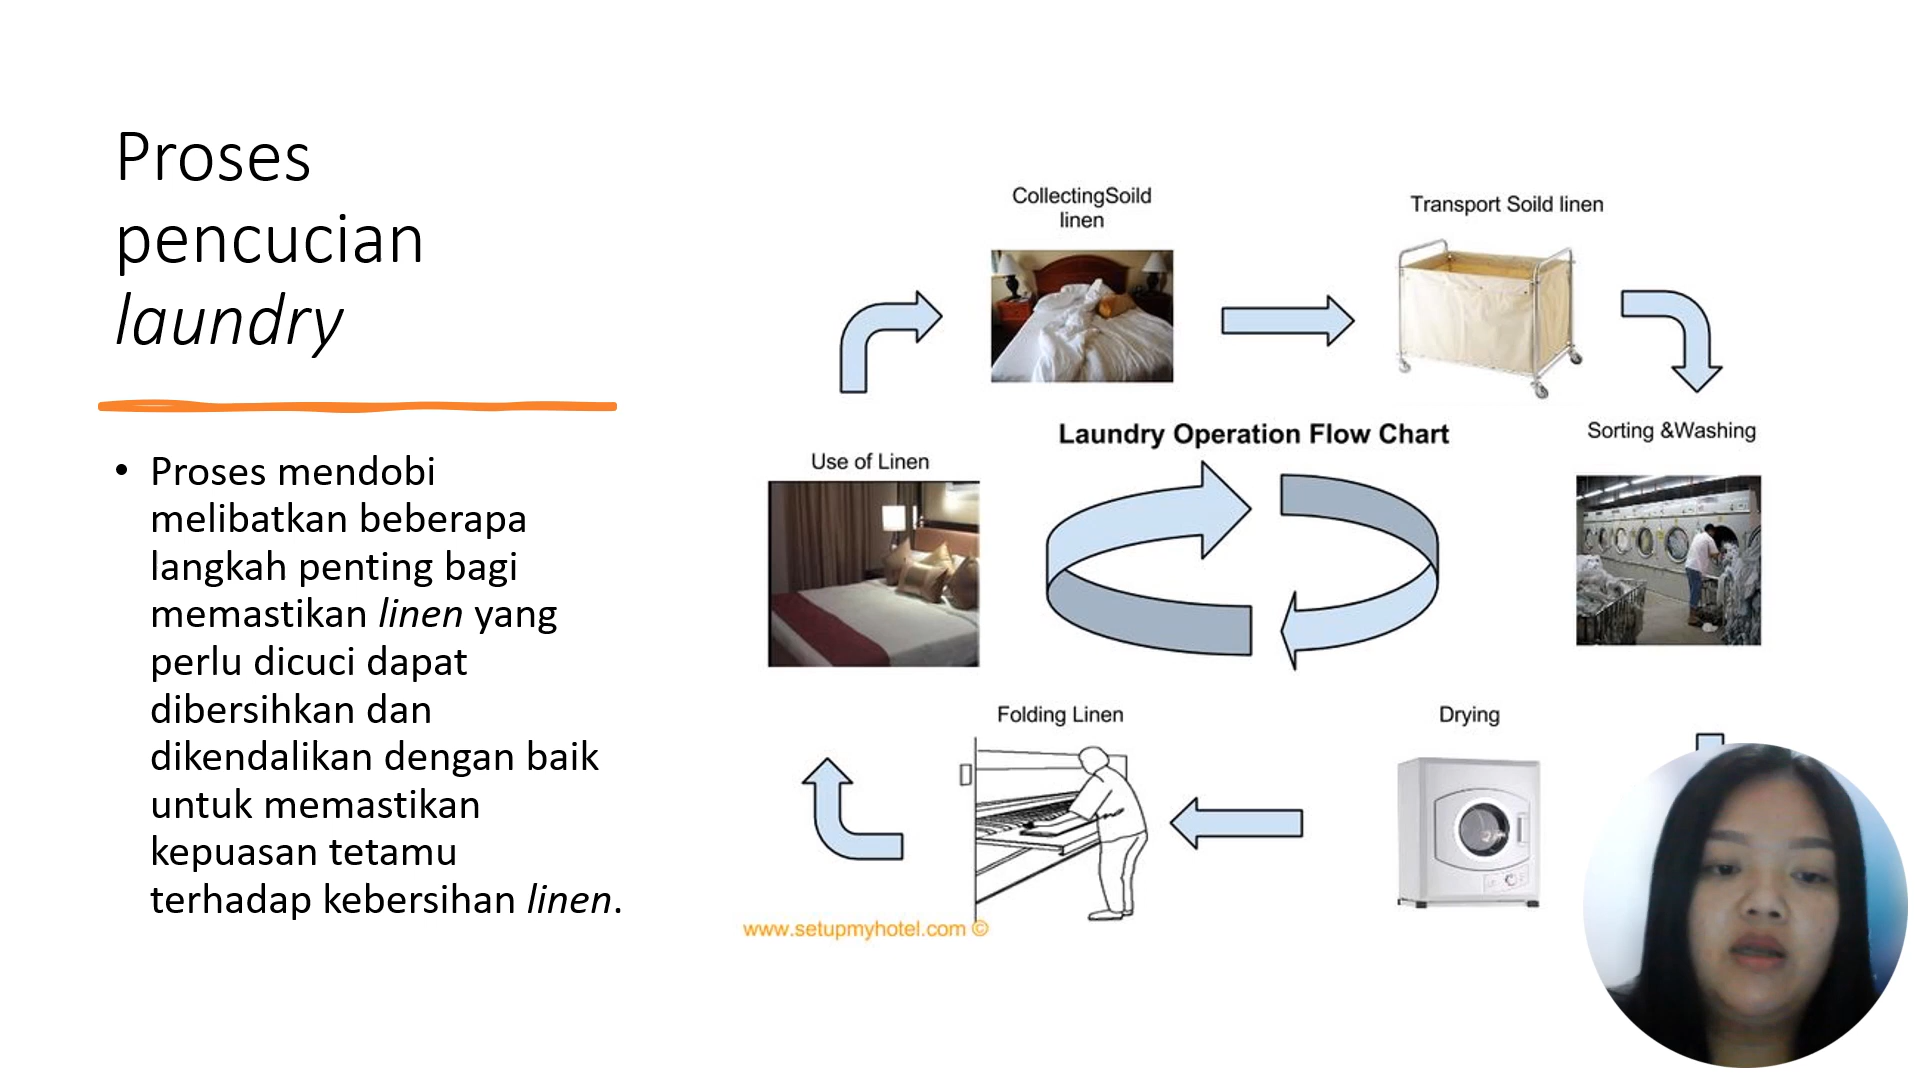 Proses
pencucian
laundry
• Proses mendobi
melibatkan beberapa
langkah penting bagi
memastikan linen yang
perlu dicuci dapat
dibersihkan dan
dikendalikan dengan baik
untuk memastikan
kepuasan tetamu
terhadap kebersihan linen.
CollectingSoild
linen
Transport Soild linen
Laundry Operation Flow Chart
Sorting &Washing
Use of Linen
Folding Linen
Drying
www.setupmyhotel.com ©